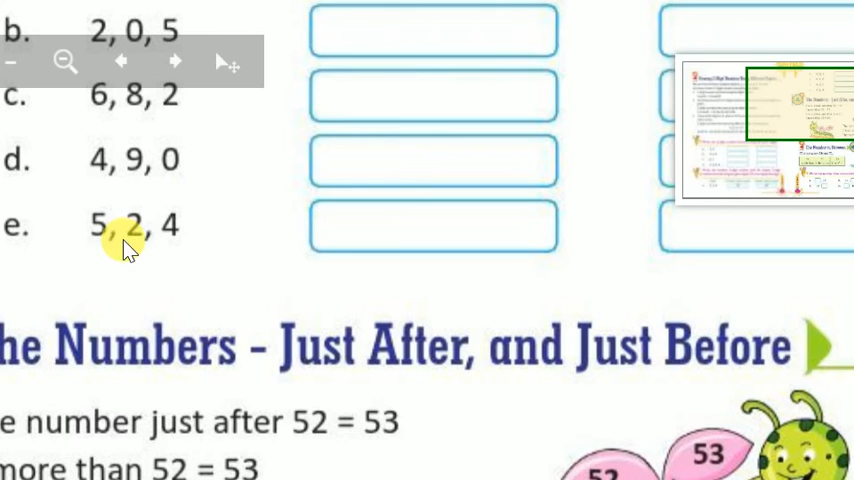 b. 2, 0, 5
c. 6, 8, 2
d. 4, 9, 0
e. 5, 2, 4
he Numbers - Just After, and Just Before
e number just after 52 = 53
more than 52 = 53
52
53